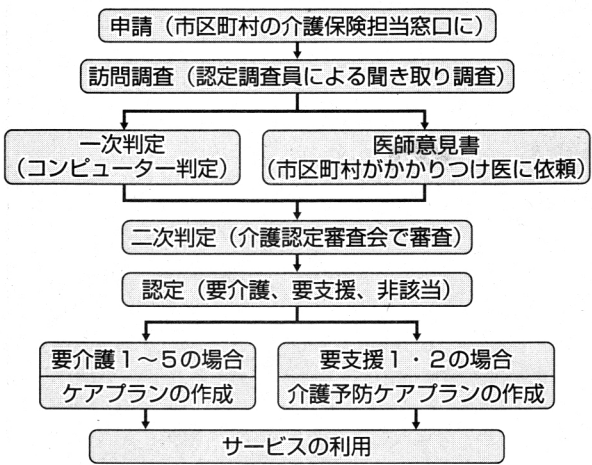 申請（市区町村の介護保険担当窓口に）
訪問調査（認定調査員による聞き取り調査）
一次判定
（コンピューター判定）
医師意見書
（市区町村がかかりつけ医に依頼）
二次判定（介護認定審査会で審査）
認定（要介護、要支援、非該当）
要介護１～５の場合
ケアプランの作成
要支援１・２の場合
介護予防ケアプランの作成
サービスの利用